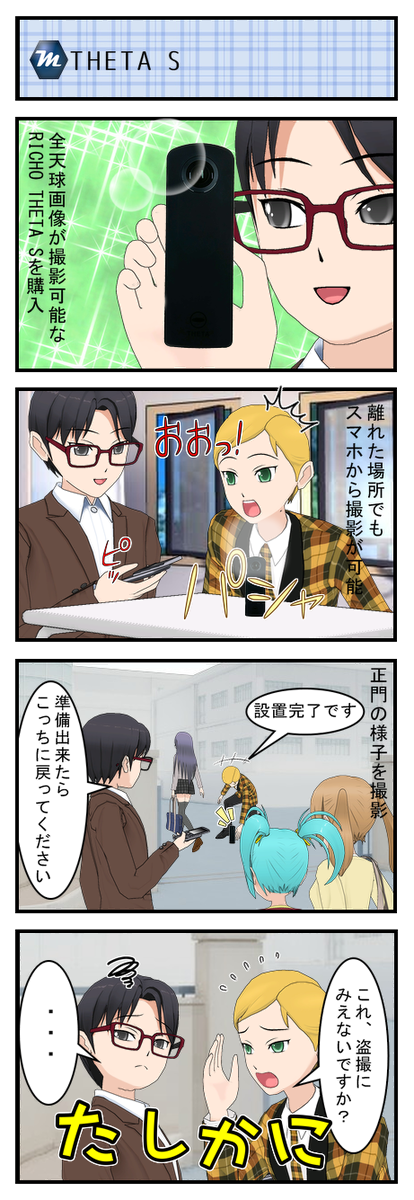 m THETA S
全天球画像が撮影可能な
RICHO THETA Sを購入
離れた場所でも
スマホから撮影が可能
おおっ!
ピッ
パシャ
正門の様子を撮影
設置完了です
準備出来たら
こっちに戻ってください
これ、盗撮に
みえないですか?
・・・
たしかに